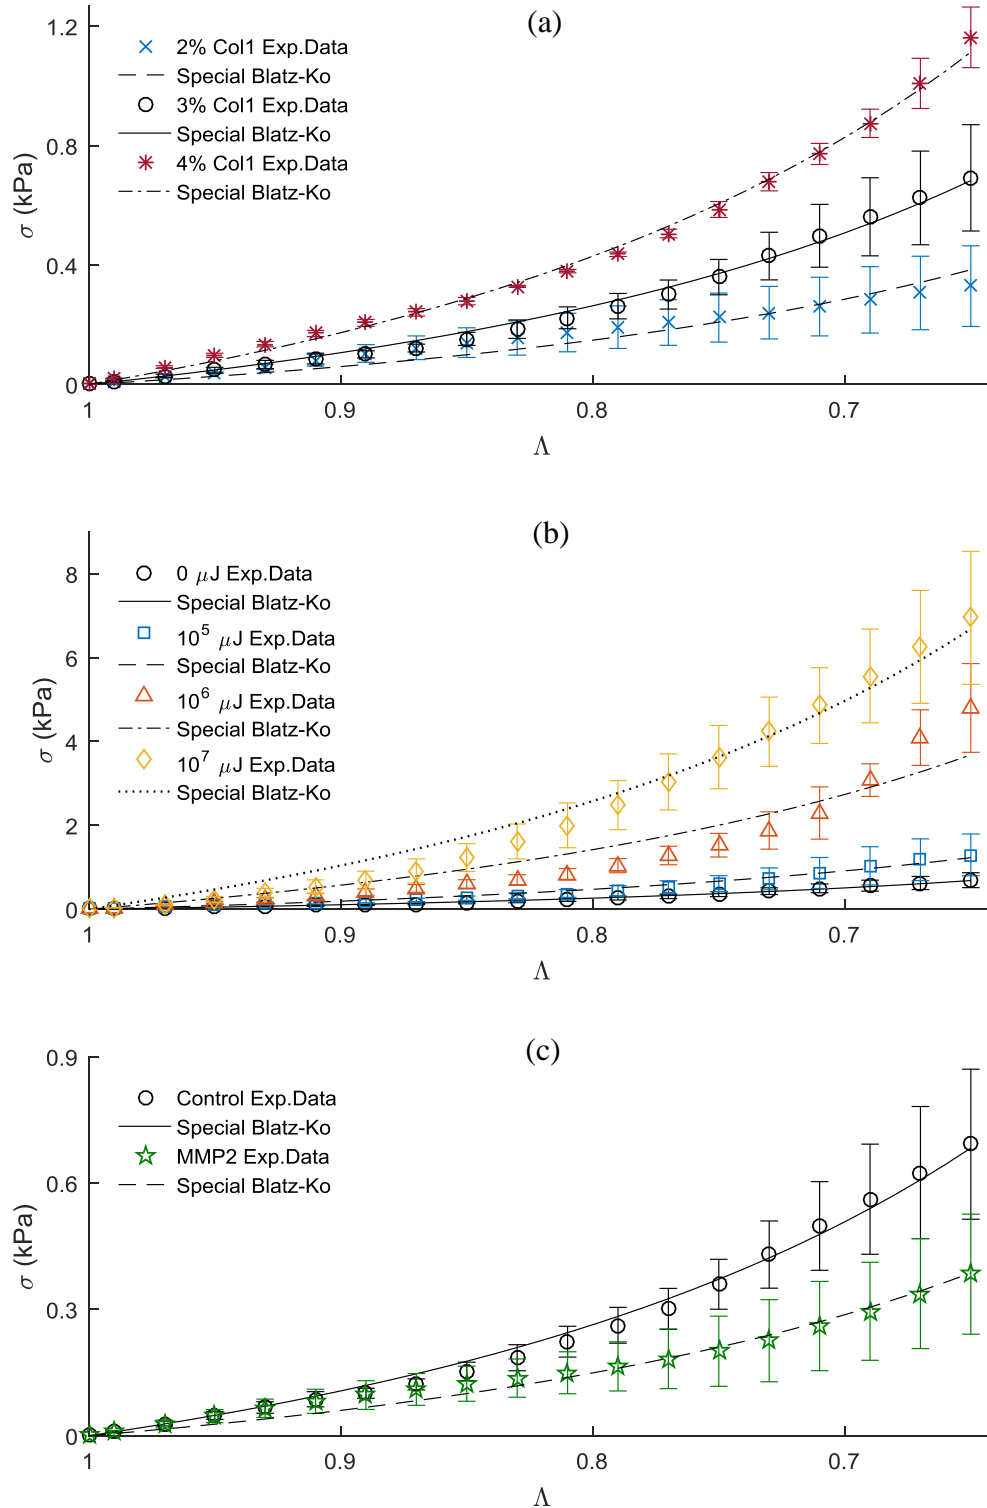 (a)
1.2
0.8
0.4
0
σ (kPa)
2% Col1 Exp.Data
Special Blatz-Ko
3% Col1 Exp.Data
Special Blatz-Ko
4% Col1 Exp.Data
Special Blatz-Ko
1 0.9 0.8 0.7
Λ
(b)
8
6
4
2
0
σ (kPa)
0 μJ Exp.Data
Special Blatz-Ko
10^5 μJ Exp.Data
Special Blatz-Ko
10^6 μJ Exp.Data
Special Blatz-Ko
10^7 μJ Exp.Data
Special Blatz-Ko
1 0.9 0.8 0.7
Λ
(c)
0.9
0.6
0.3
0
σ (kPa)
Control Exp.Data
Special Blatz-Ko
MMP2 Exp.Data
Special Blatz-Ko
1 0.9 0.8 0.7
Λ